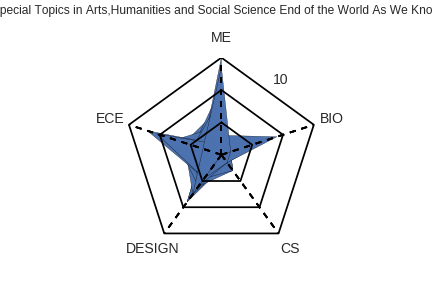 pecial Topics in Arts,Humanities and Social Science End of the World As We Kno
ME
10
ECE
BIO
DESIGN
CS